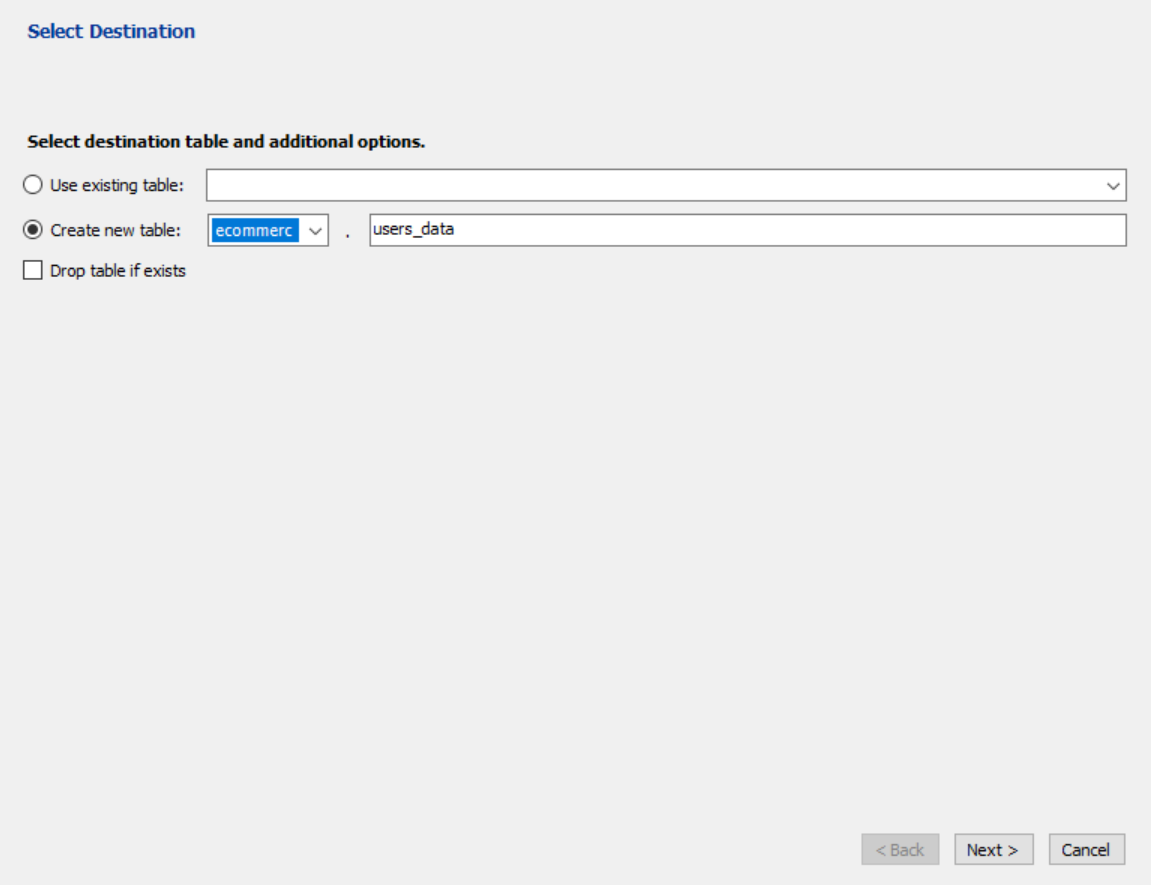 Select Destination
Select destination table and additional options.
Use existing table:
Create new table: ecommerc . users_data
Drop table if exists
< Back Next > Cancel